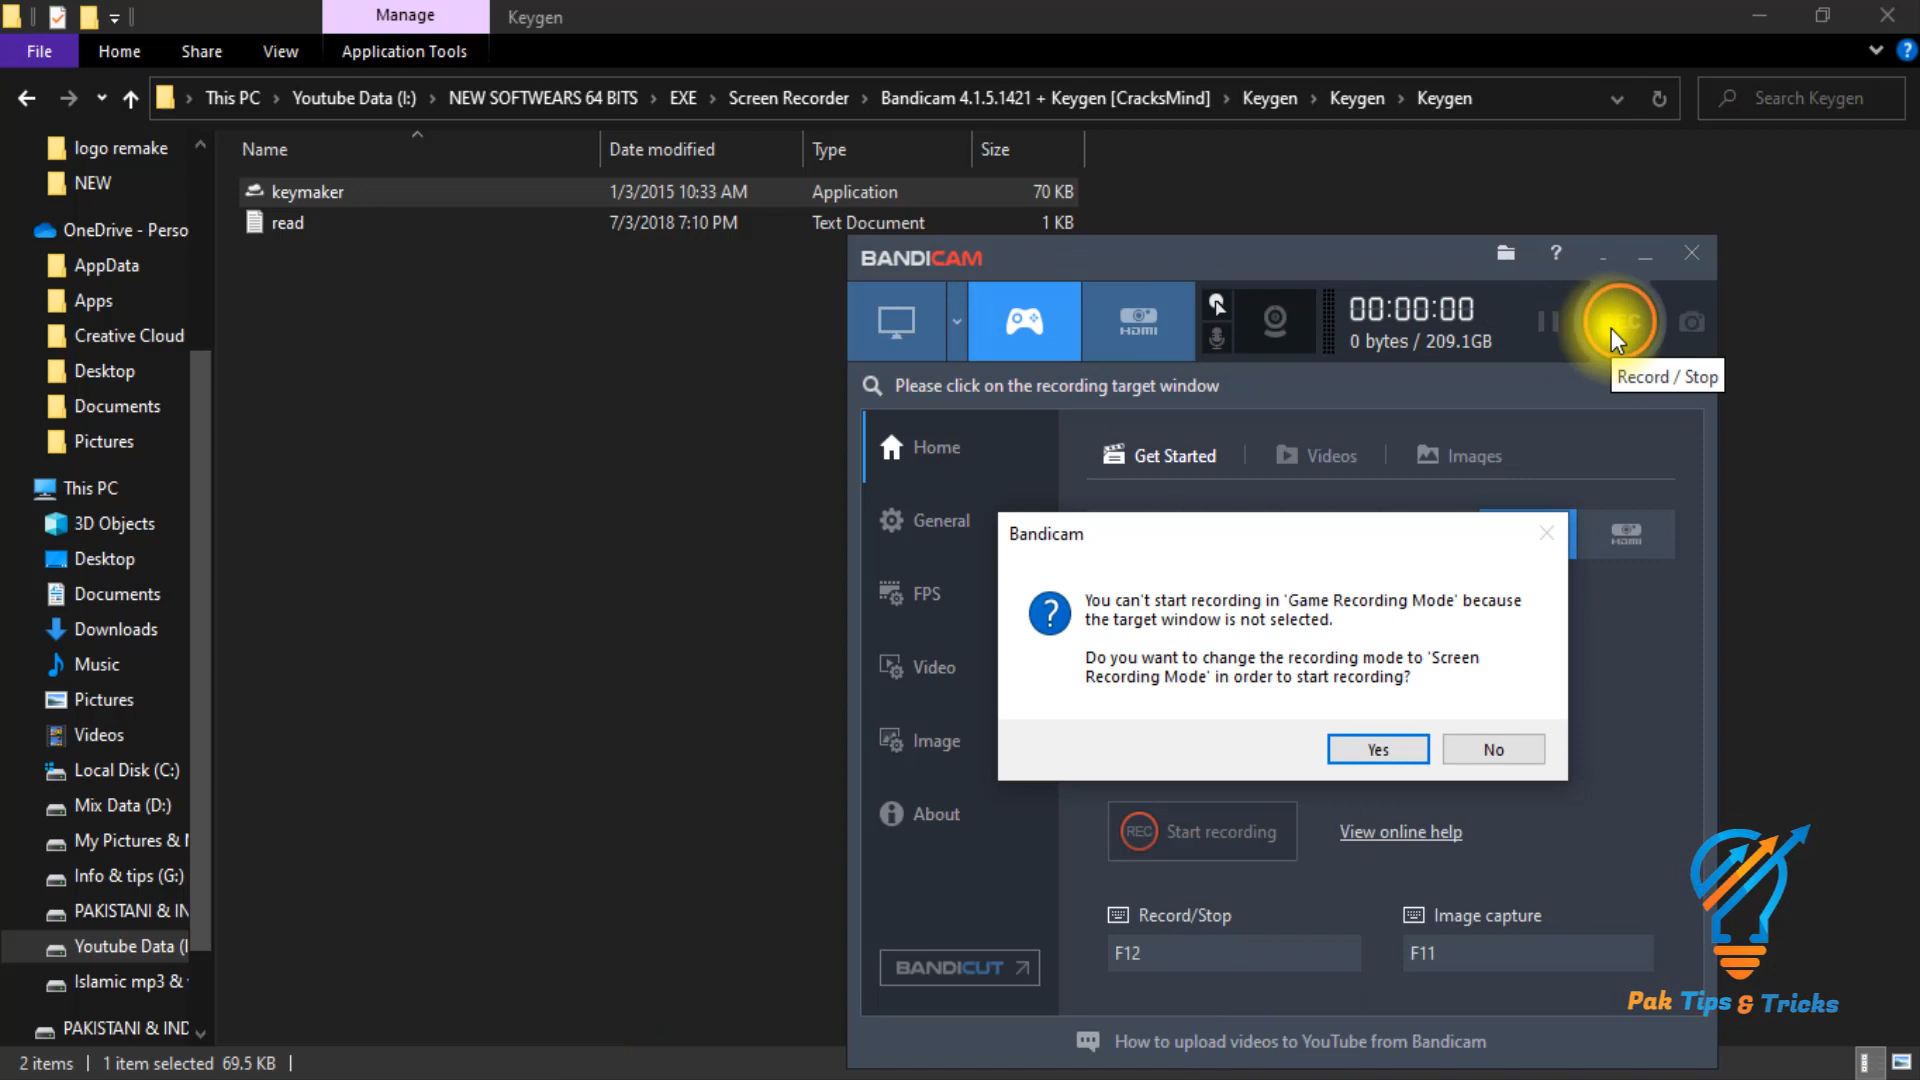 Manage
Keygen
File
Home
Share
View
Application Tools
This PC
Youtube Data (I:)
NEW SOFTWEARS 64 BITS
EXE
Screen Recorder
Bandicam 4.1.5.1421 + Keygen [CracksMind]
Keygen
Keygen
Keygen
Search Keygen
Name
Date modified
Type
Size
keymaker
1/3/2015 10:33 AM
Application
70 KB
read
7/3/2018 7:10 PM
Text Document
1 KB
logo remake
NEW
OneDrive - Perso
AppData
Apps
Creative Cloud
Desktop
Documents
Pictures
This PC
3D Objects
Desktop
Documents
Downloads
Music
Pictures
Videos
Local Disk (C:)
Mix Data (D:)
My Pictures &
Info & tips (G:)
PAKISTANI & IN
Youtube Data (
Islamic mp3 &
PAKISTANI & IND
2 items
1 item selected 69.5 KB
BANDICAM
?
HDMI
00:00:00
0 bytes / 209.1GB
REC
Record / Stop
Please click on the recording target window
Home
General
FPS
Video
Image
About
BANDICUT
Get Started
Videos
Images
HDMI
Bandicam
You can't start recording in 'Game Recording Mode' because
the target window is not selected.
Do you want to change the recording mode to 'Screen
Recording Mode' in order to start recording?
Yes
No
REC Start recording
View online help
Record/Stop
Image capture
F12
F11
How to upload videos to YouTube from Bandicam
Pak Tips & Tricks